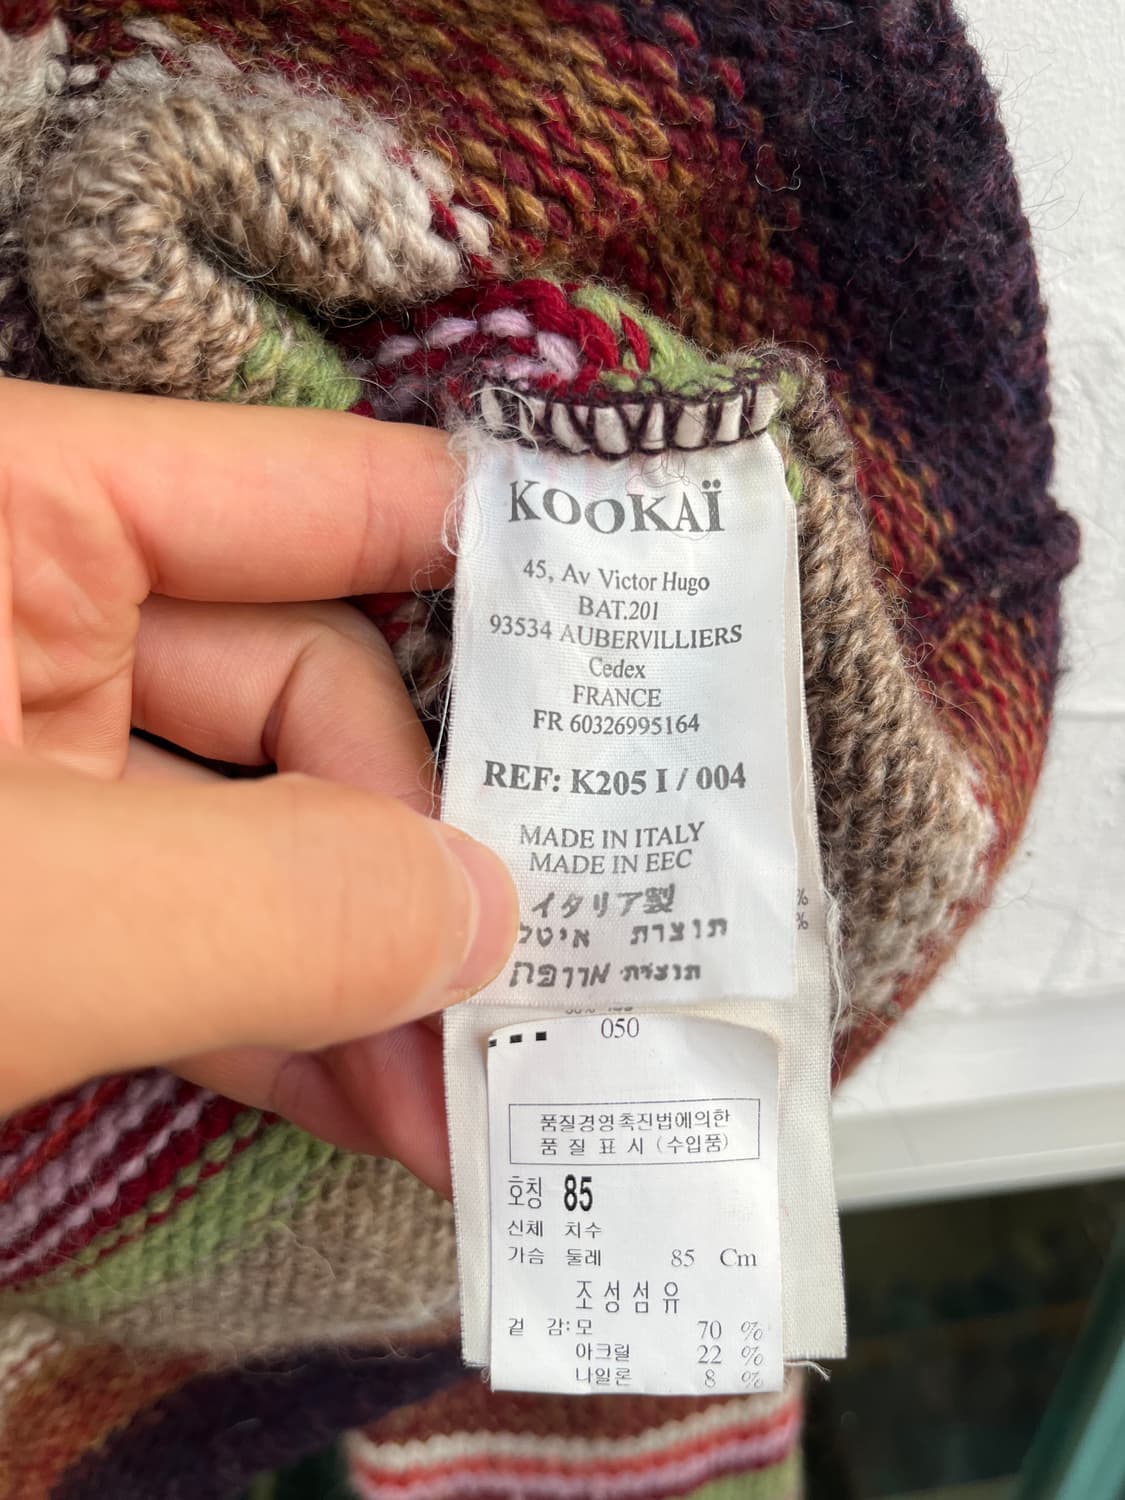 KOOKAÏ
45, Av Victor Hugo
BAT.201
93534 AUBERVILLIERS
Cedex
FRANCE
FR 60326995164
REF: K205 I / 004
MADE IN ITALY
MADE IN EEC
イタリア製
תוצרת איטל
תוצרת
%
%
050
품질경영촉진법에의한
품 질 표 시 (수입품)
호칭 85
신체 치수
가슴 둘레 85 Cm
조성섬유
겉 감: 모 70 %
아크릴 22 %
나일론 8 %